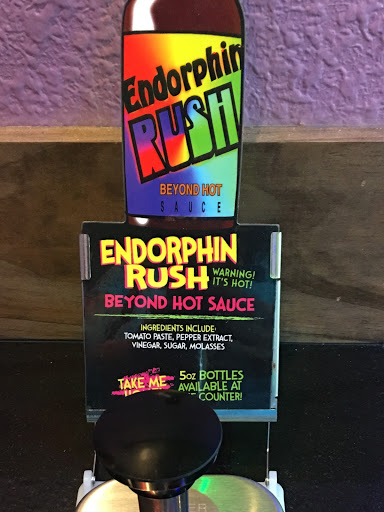 Endorphin
RUSH
BEYOND HOT
SAUCE
ENDORPHIN
RUSH
WARNING!
IT'S HOT!
BEYOND HOT SAUCE
INGREDIENTS INCLUDE:
TOMATO PASTE, PEPPER EXTRACT,
VINEGAR, SUGAR, MOLASSES
TAKE ME
5oz BOTTLES
AVAILABLE AT
COUNTER!